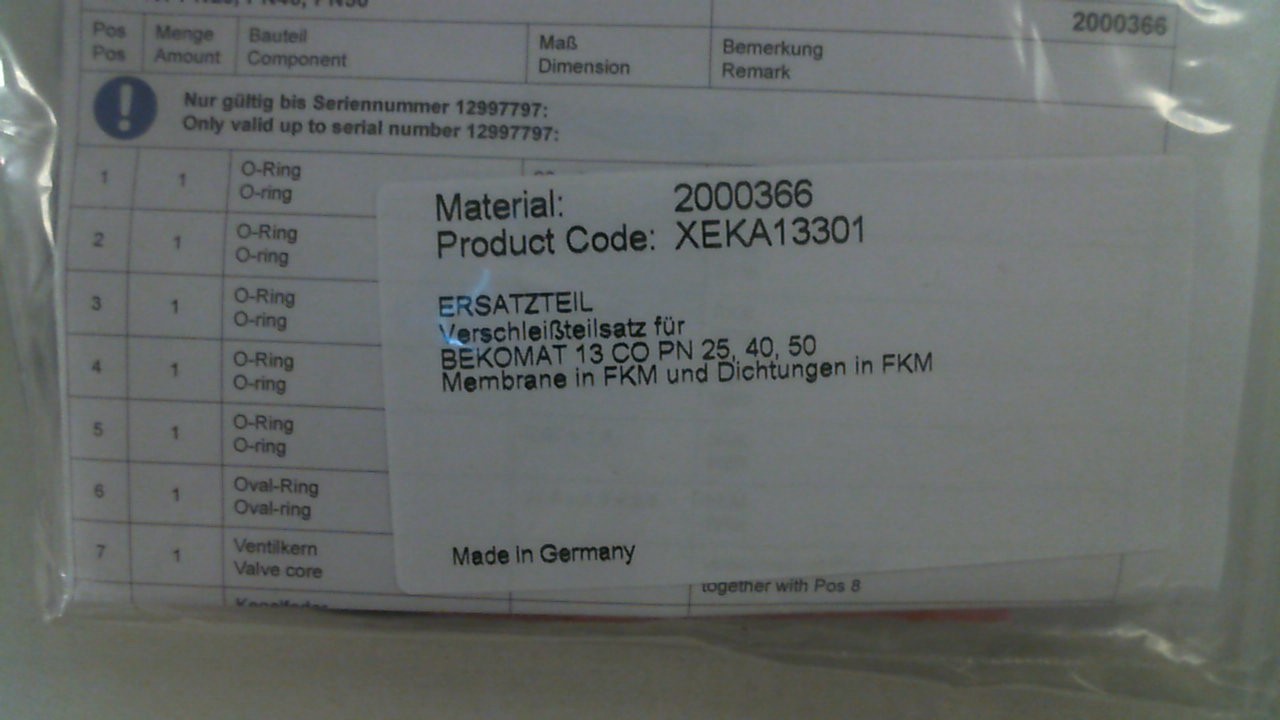 PN40, PN50
2000366
Pos Menge Bauteil Maß Bemerkung
Pos Amount Component Dimension Remark
Nur gültig bis Seriennummer 12997797:
Only valid up to serial number 12997797:
1 1 O-Ring
O-ring
2 1 O-Ring
O-ring
3 1 O-Ring
O-ring
4 1 O-Ring
O-ring
5 1 O-Ring
O-ring
6 1 Oval-Ring
Oval-ring
7 1 Ventilkern
Valve core
together with Pos 8
Kegelfeder
Material: 2000366
Product Code: XEKA13301
ERSATZTEIL
Verschleißteilsatz für
BEKOMAT 13 CO PN 25, 40, 50
Membrane in FKM und Dichtungen in FKM
Made in Germany